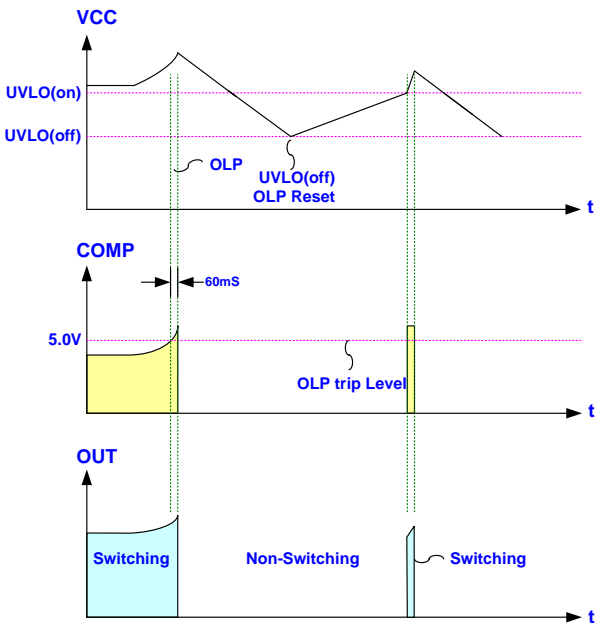 VCC
UVLO(on)
UVLO(off)
OLP
UVLO(off)
OLP Reset
t
COMP
60mS
5.0V
OLP trip Level
t
OUT
Switching
Non-Switching
Switching
t